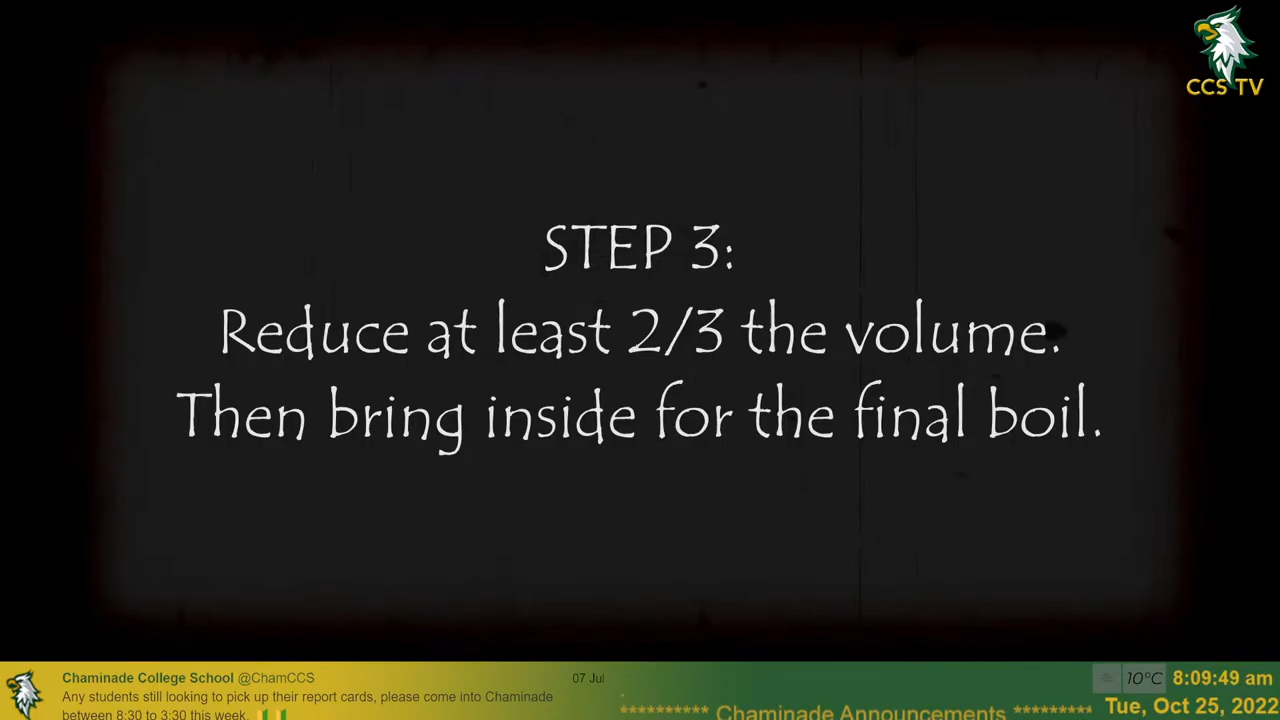 CCS TV
STEP 3:
Reduce at least 2/3 the volume.
Then bring inside for the final boil.
Chaminade College School @ChamCCS
07 Jul
Any students still looking to pick up their report cards, please come into Chaminade
between 8:30 to 3:30 this week.
10°C
8:09:49 am
********** Chaminade Announcements *********
Tue, Oct 25, 2022